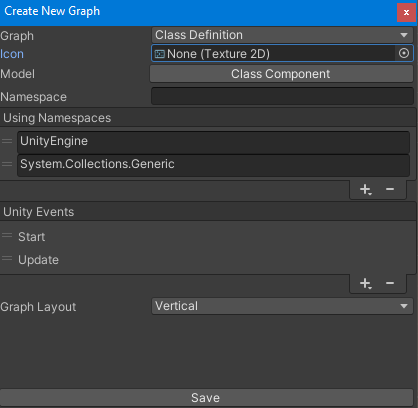 Create New Graph x
Graph Class Definition
Icon None (Texture 2D)
Model Class Component
Namespace
Using Namespaces
UnityEngine
System.Collections.Generic
+ −
Unity Events
Start
Update
+ −
Graph Layout Vertical
Save